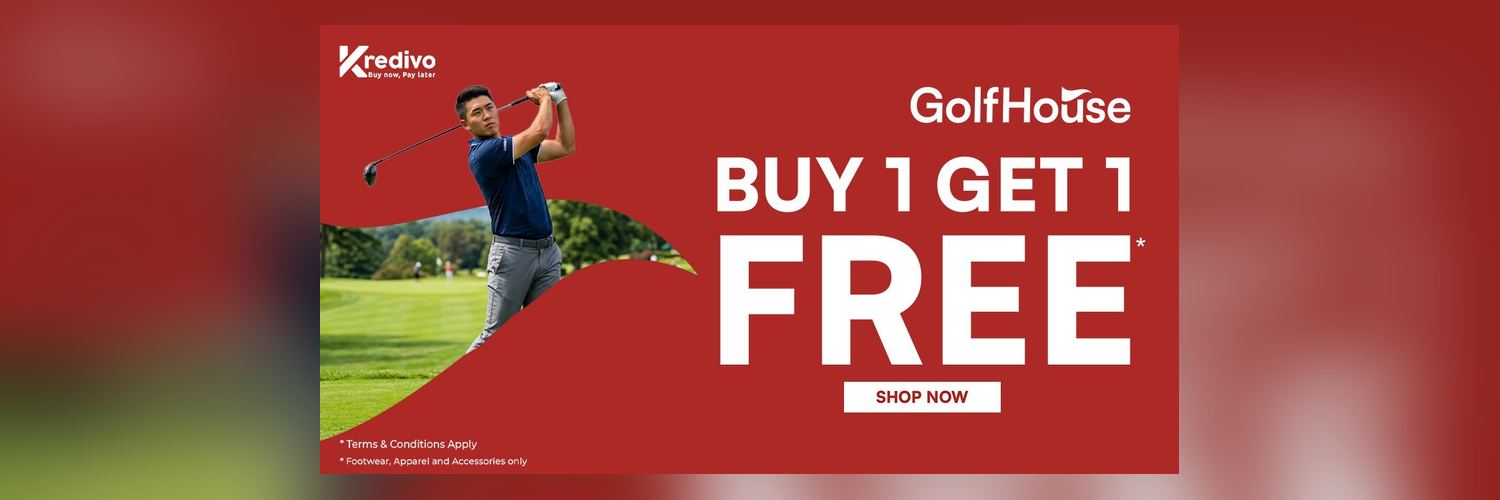 Kredivo
Buy now, Pay later
GolfHouse
BUY 1 GET 1
FREE*
SHOP NOW
* Terms & Conditions Apply
* Footwear, Apparel and Accessories only